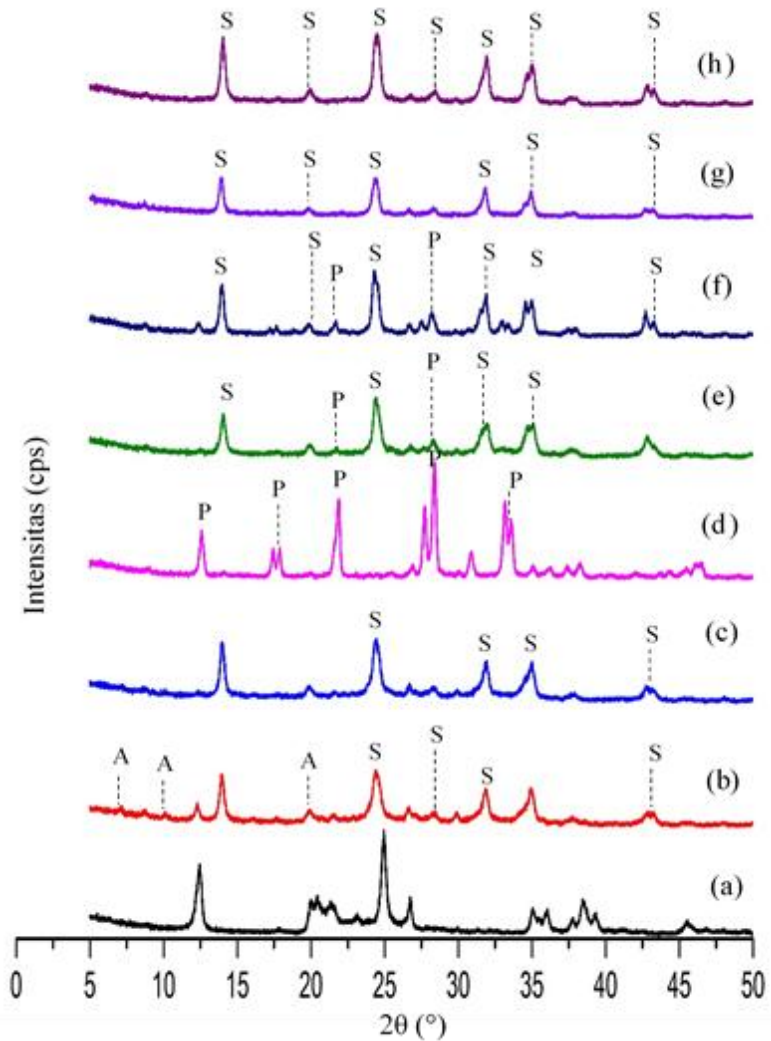 S S S S S S S
(h)
S S S S S S
(g)
S S P S P S S S
(f)
S P S P S S
(e)
P P P P P
(d)
S S S S
(c)
A A A S S S S
(b)
(a)
Intensitas (cps)
0 5 10 15 20 25 30 35 40 45 50
2θ (°)